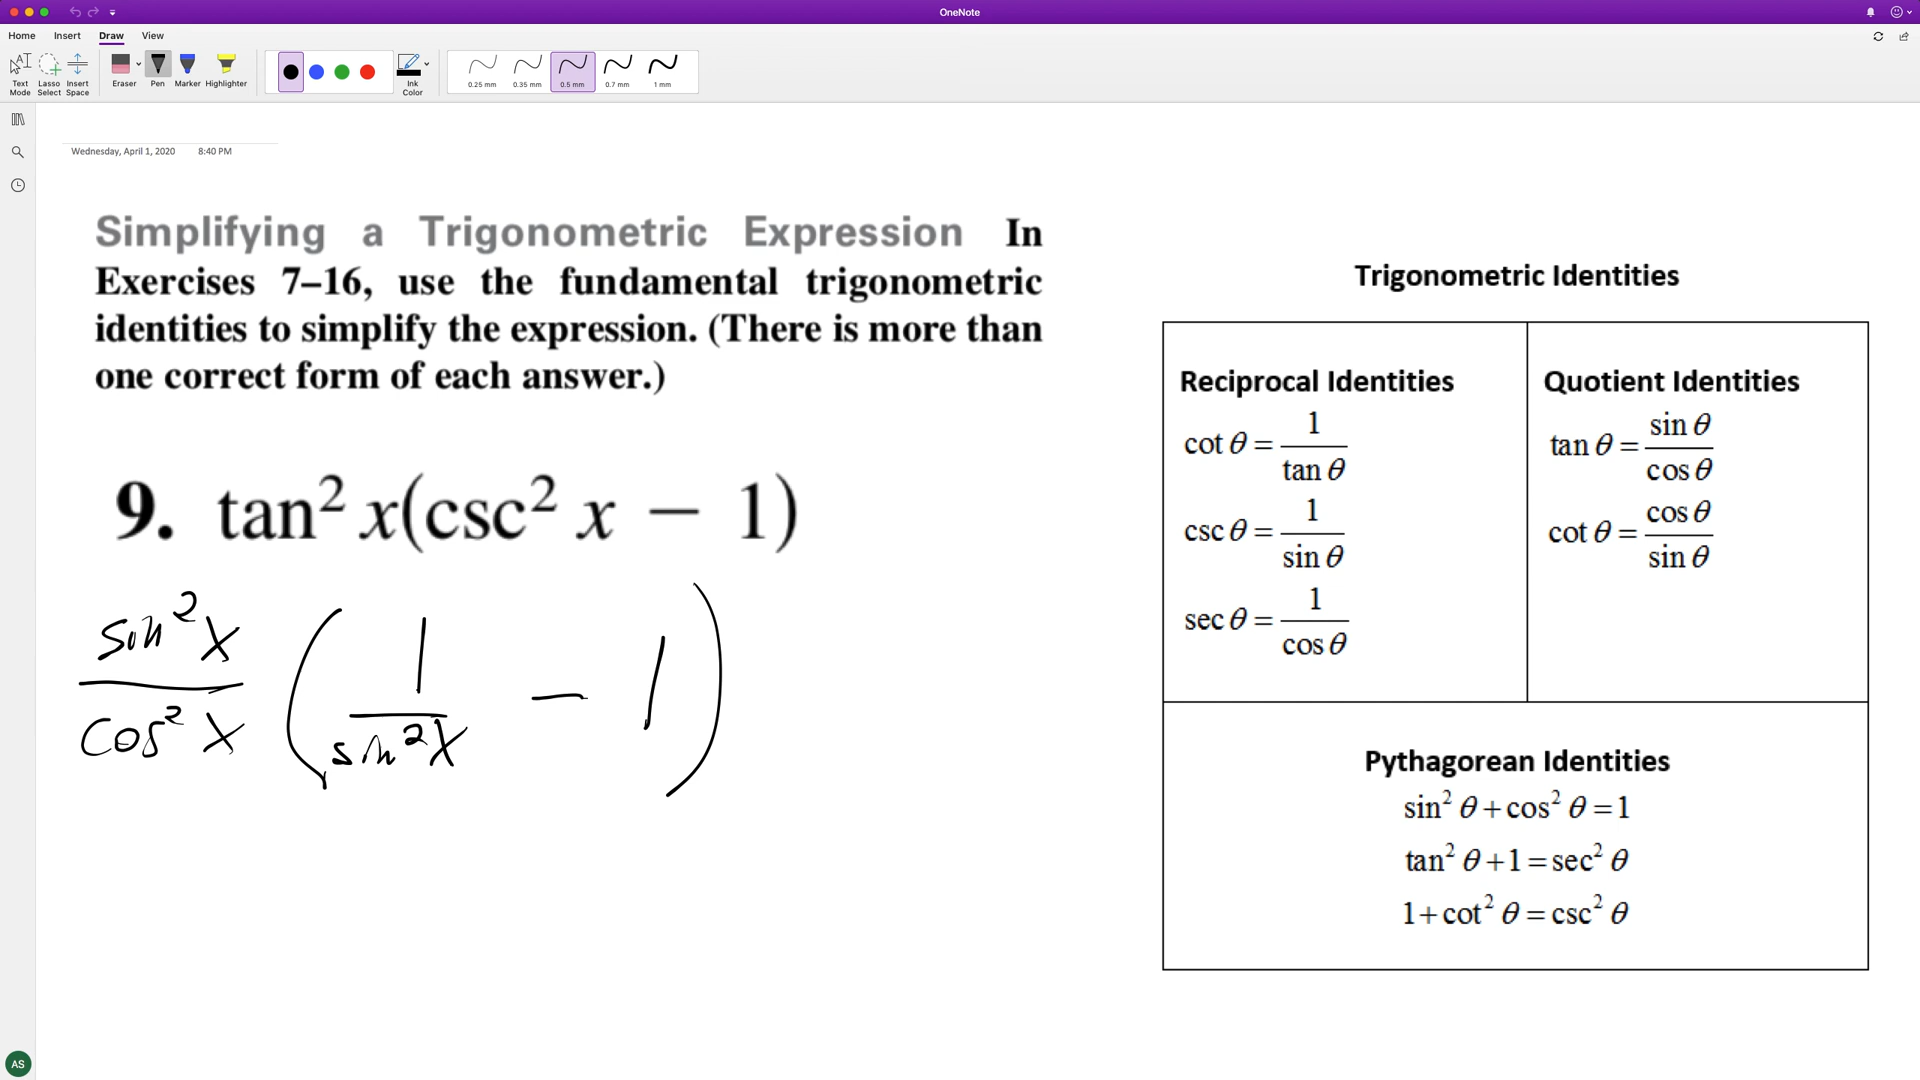 OneNote
Home Insert Draw View
Text Mode Lasso Select Insert Space Eraser Pen Marker Highlighter Ink Color 0.25 mm 0.35 mm 0.5 mm 0.7 mm 1 mm
Wednesday, April 1, 2020 8:40 PM
Simplifying a Trigonometric Expression In
Exercises 7–16, use the fundamental trigonometric
identities to simplify the expression. (There is more than
one correct form of each answer.)
9. tan² x(csc² x − 1)
sin²x / cos²x ( 1 / sin²x − 1 )
Trigonometric Identities
Reciprocal Identities
cot θ = 1 / tan θ
csc θ = 1 / sin θ
sec θ = 1 / cos θ
Quotient Identities
tan θ = sin θ / cos θ
cot θ = cos θ / sin θ
Pythagorean Identities
sin² θ + cos² θ = 1
tan² θ + 1 = sec² θ
1 + cot² θ = csc² θ
AS